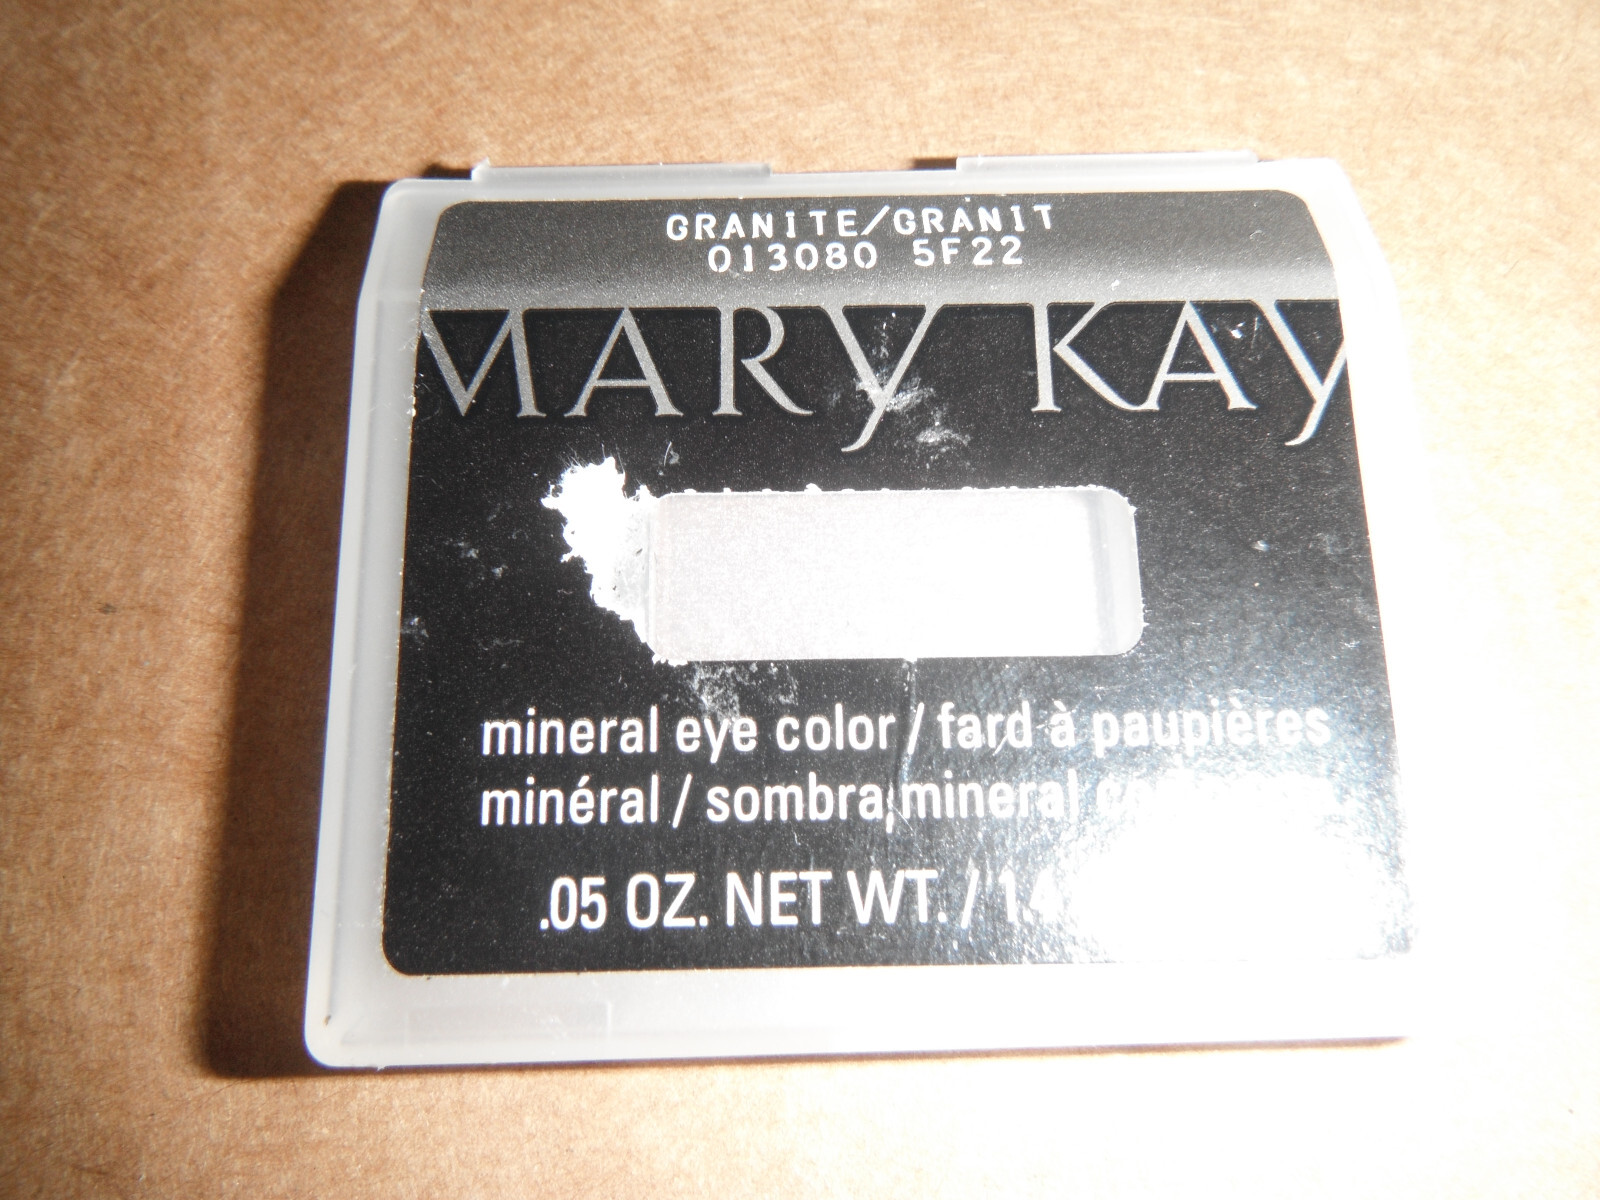 GRANITE/GRANIT
013080 5F22
MARY KAY
mineral eye color / fard à paupières
minéral / sombra mineral
.05 OZ. NET WT. / 1.4